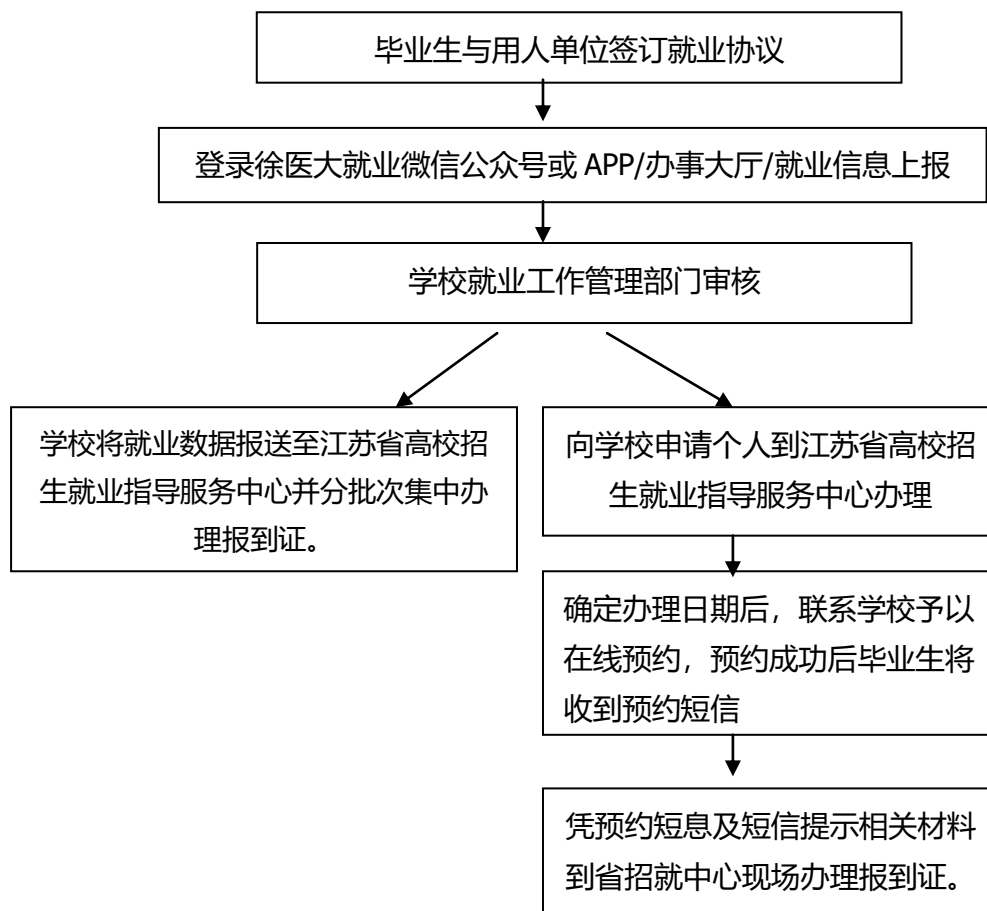 毕业生与用人单位签订就业协议
登录徐医大就业微信公众号或 APP/办事大厅/就业信息上报
学校就业工作管理部门审核
学校将就业数据报送至江苏省高校招
生就业指导服务中心并分批次集中办
理报到证。
向学校申请个人到江苏省高校招
生就业指导服务中心办理
确定办理日期后，联系学校予以
在线预约，预约成功后毕业生将
收到预约短信
凭预约短息及短信提示相关材料
到省招就中心现场办理报到证。